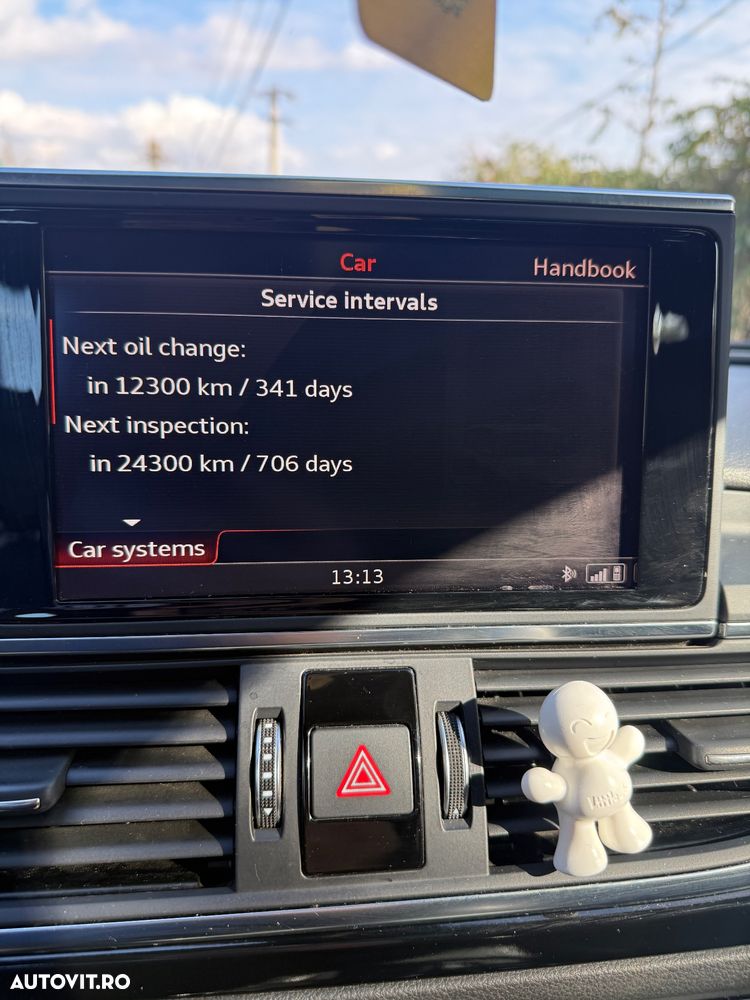 Car
Handbook
Service intervals
Next oil change:
in 12300 km / 341 days
Next inspection:
in 24300 km / 706 days
Car systems
13:13
AUTOVIT.RO